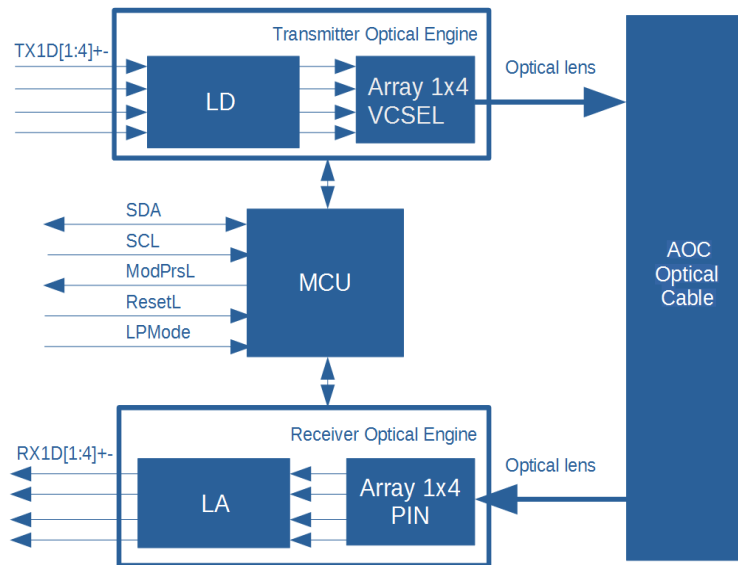 Transmitter Optical Engine
TX1D[1:4]+-
LD
Array 1x4
VCSEL
Optical lens
SDA
SCL
ModPrsL
ResetL
LPMode
MCU
AOC
Optical
Cable
Receiver Optical Engine
RX1D[1:4]+-
LA
Array 1x4
PIN
Optical lens